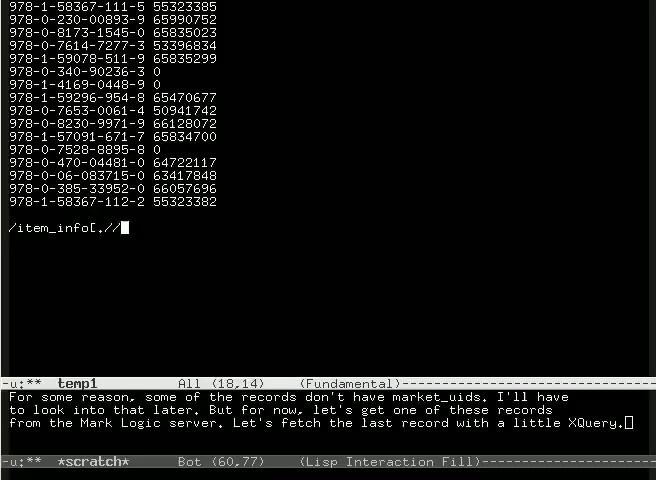 978-1-58367-111-5 55323385
978-0-230-00893-9 65990752
978-0-8173-1545-0 65835023
978-0-7614-7277-3 53396834
978-1-59078-511-9 65835299
978-0-340-90236-3 0
978-1-4169-0448-9 0
978-1-59296-954-8 65470677
978-0-7653-0061-4 50941742
978-0-8230-9971-9 66128072
978-1-57091-671-7 65834700
978-0-7528-8895-8 0
978-0-470-04481-0 64722117
978-0-06-083715-0 63417848
978-0-385-33952-0 66057696
978-1-58367-112-2 55323382
/item_info[.//
-u:** temp1 All (18,14) (Fundamental)
For some reason, some of the records don't have market_uids. I'll have
to look into that later. But for now, let's get one of these records
from the Mark Logic server. Let's fetch the last record with a little XQuery.
-u:** *scratch* Bot (60,77) (Lisp Interaction Fill)